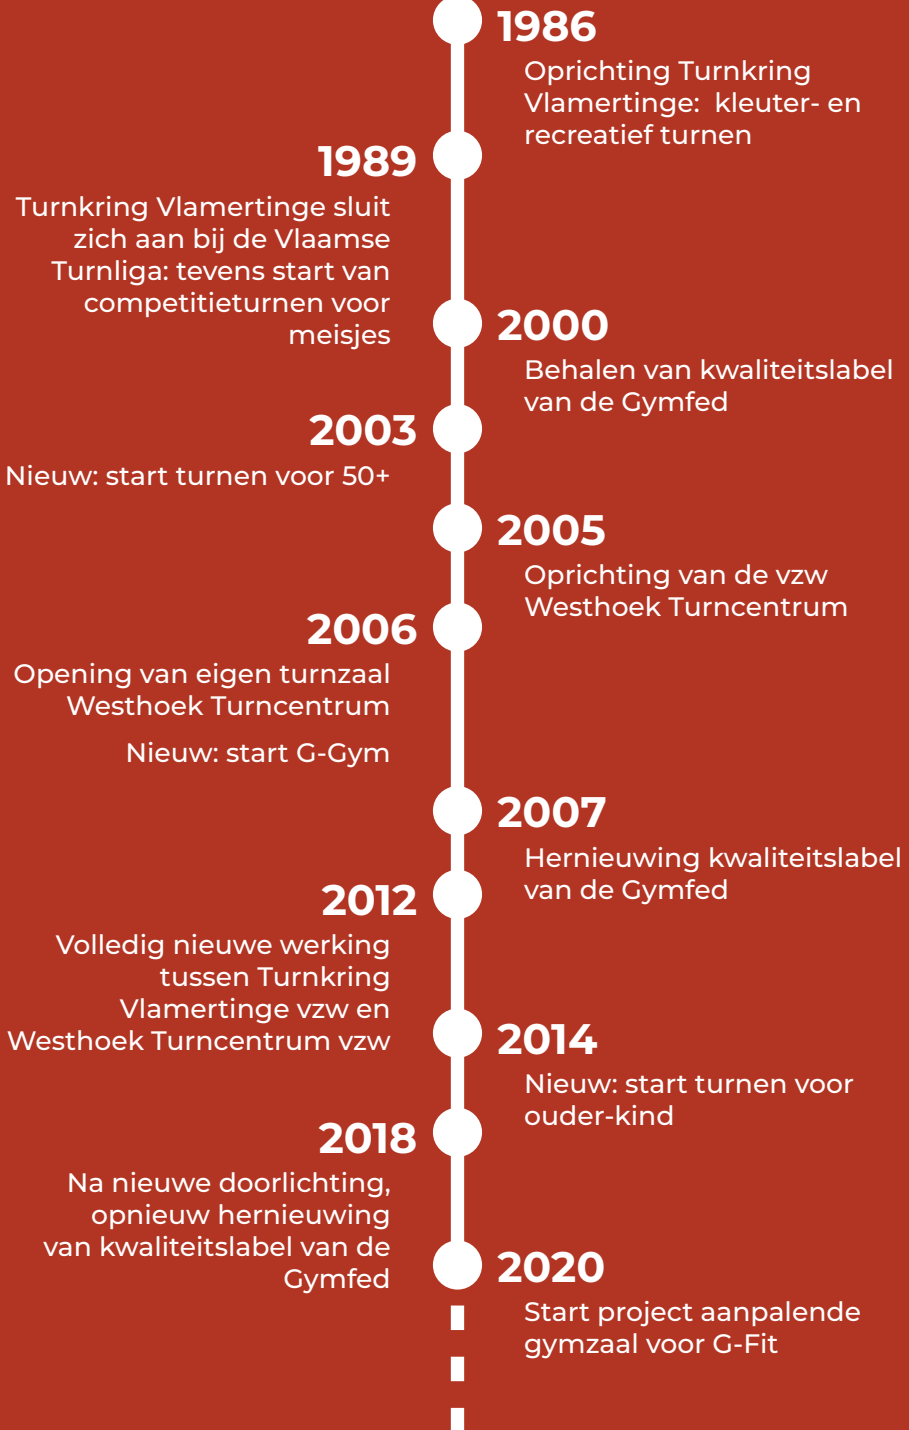 1986
Oprichting Turnkring
Vlamertinge: kleuter- en
recreatief turnen
1989
Turnkring Vlamertinge sluit
zich aan bij de Vlaamse
Turnliga: tevens start van
competitieturnen voor
meisjes
2000
Behalen van kwaliteitslabel
van de Gymfed
2003
Nieuw: start turnen voor 50+
2005
Oprichting van de vzw
Westhoek Turncentrum
2006
Opening van eigen turnzaal
Westhoek Turncentrum
Nieuw: start G-Gym
2007
Hernieuwing kwaliteitslabel
van de Gymfed
2012
Volledig nieuwe werking
tussen Turnkring
Vlamertinge vzw en
Westhoek Turncentrum vzw
2014
Nieuw: start turnen voor
ouder-kind
2018
Na nieuwe doorlichting,
opnieuw hernieuwing
van kwaliteitslabel van de
Gymfed
2020
Start project aanpalende
gymzaal voor G-Fit